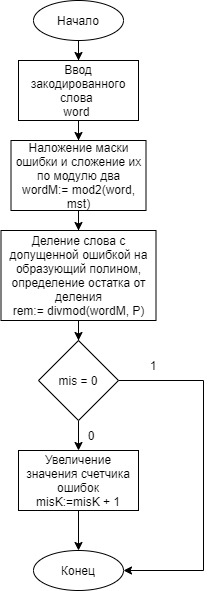 Начало
Ввод
закодированного
слова
word
Наложение маски
ошибки и сложение их
по модулю два
wordM:= mod2(word,
mst)
Деление слова с
допущенной ошибкой на
образующий полином,
определение остатка от
деления
rem:= divmod(wordM, P)
mis = 0
1
0
Увеличение
значения счетчика
ошибок
misK:=misK + 1
Конец